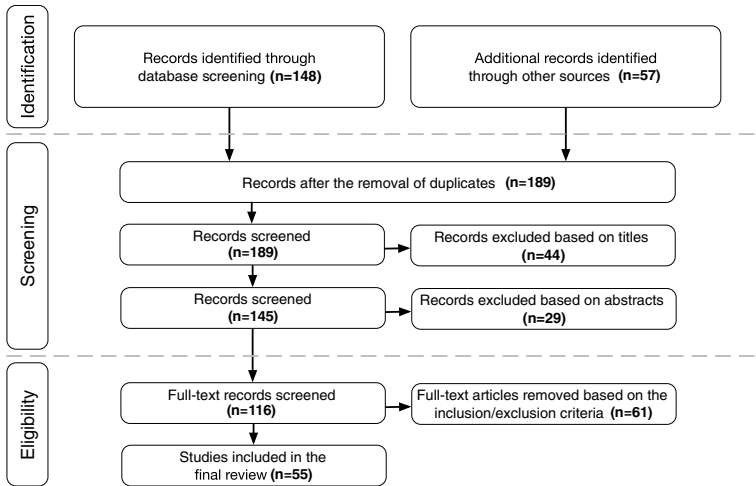 Identification
Records identified through
database screening (n=148)
Additional records identified
through other sources (n=57)
Screening
Records after the removal of duplicates (n=189)
Records screened
(n=189)
Records excluded based on titles
(n=44)
Records screened
(n=145)
Records excluded based on abstracts
(n=29)
Eligibility
Full-text records screened
(n=116)
Full-text articles removed based on the
inclusion/exclusion criteria (n=61)
Studies included in the
final review (n=55)